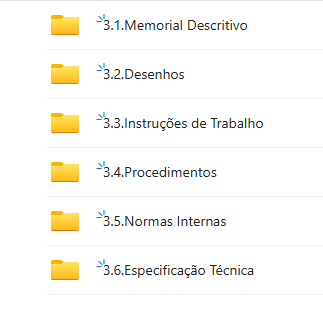 3.1.Memorial Descritivo
3.2.Desenhos
3.3.Instruções de Trabalho
3.4.Procedimentos
3.5.Normas Internas
3.6.Especificação Técnica